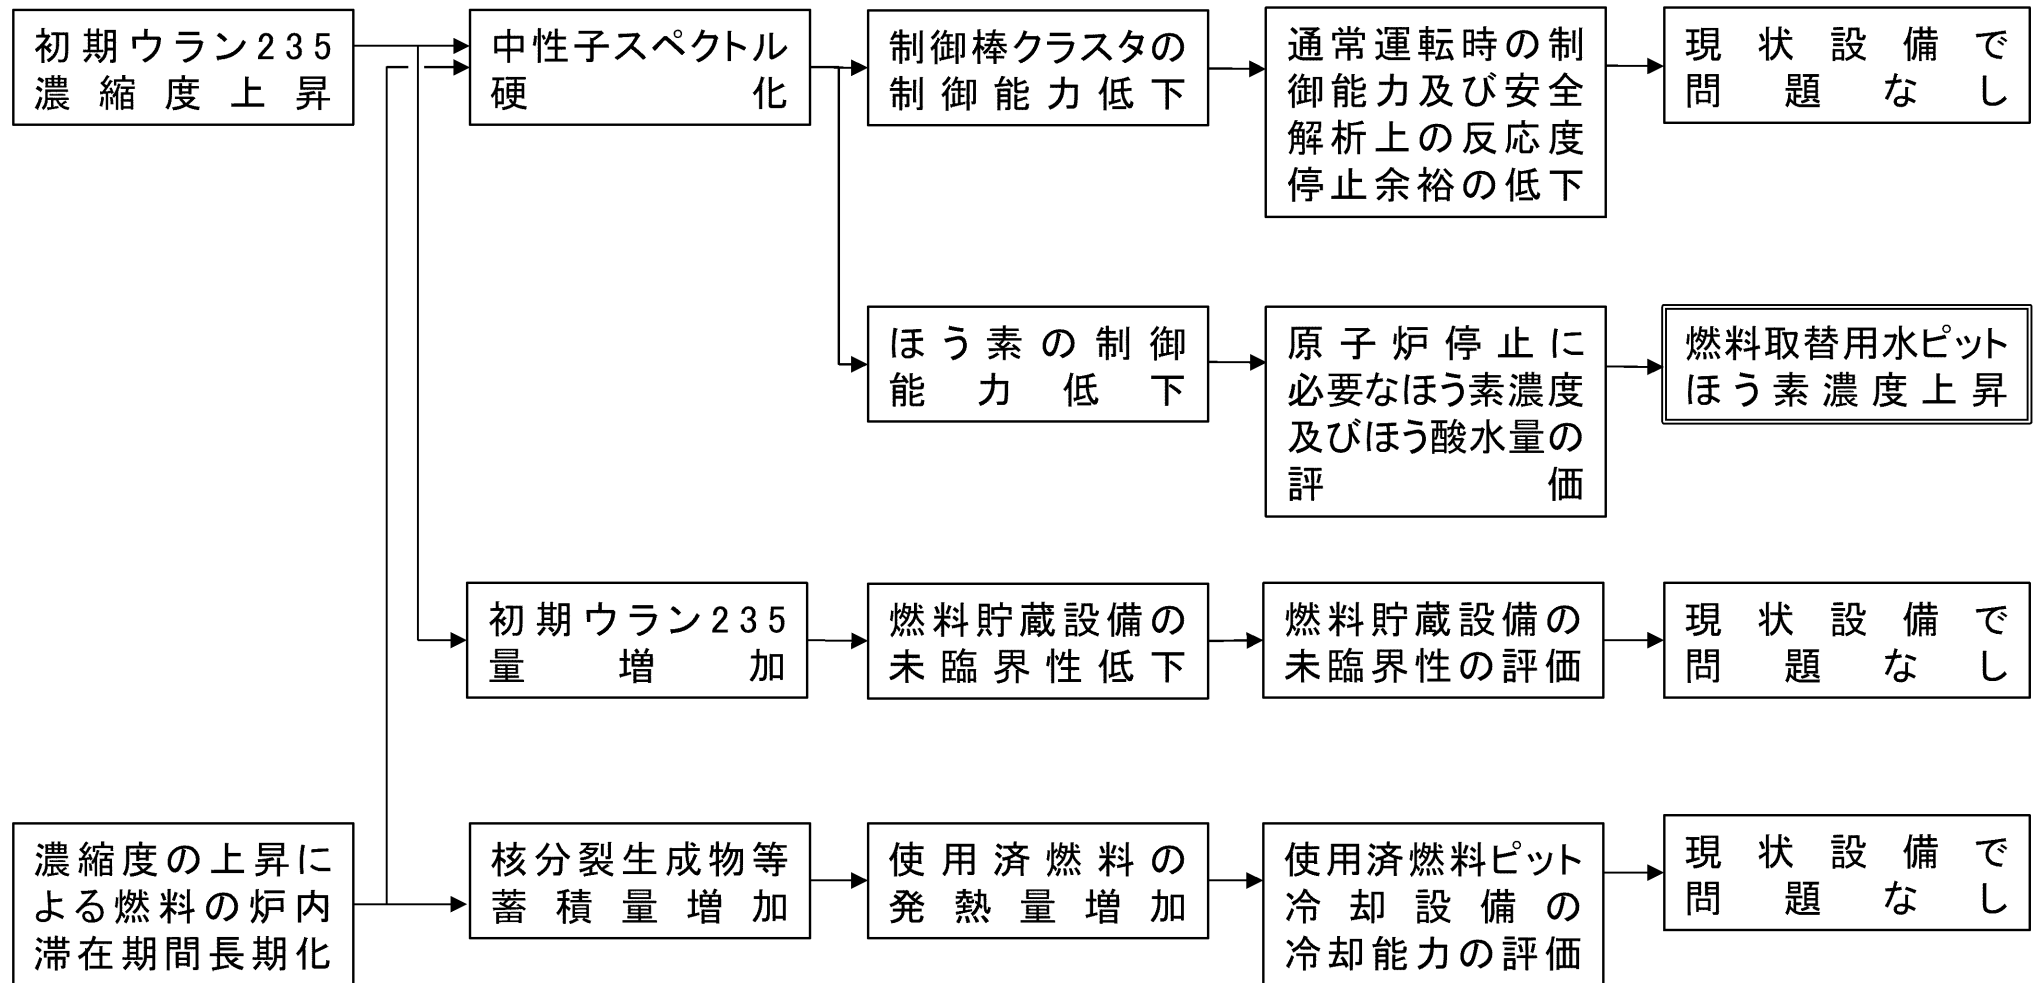 初期ウラン235
濃縮度上昇
中性子スペクトル
硬化
制御棒クラスタの
制御能力低下
通常運転時の制
御能力及び安全
解析上の反応度
停止余裕の低下
現状設備で
問題なし
ほう素の制御
能力低下
原子炉停止に
必要なほう素濃度
及びほう酸水量の
評価
燃料取替用水ピット
ほう素濃度上昇
初期ウラン235
量増加
燃料貯蔵設備の
未臨界性低下
燃料貯蔵設備の
未臨界性の評価
現状設備で
問題なし
濃縮度の上昇に
よる燃料の炉内
滞在期間長期化
核分裂生成物等
蓄積量増加
使用済燃料の
発熱量増加
使用済燃料ピット
冷却設備の
冷却能力の評価
現状設備で
問題なし